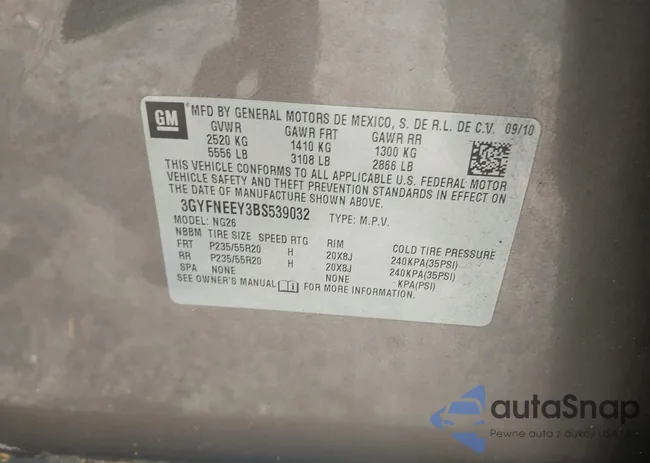 GM
MFD BY GENERAL MOTORS DE MEXICO, S. DE R.L. DE C.V. 09/10
GVWR GAWR FRT GAWR RR
2520 KG 1410 KG 1300 KG
5556 LB 3108 LB 2866 LB
THIS VEHICLE CONFORMS TO ALL APPLICABLE U.S. FEDERAL MOTOR
VEHICLE SAFETY AND THEFT PREVENTION STANDARDS IN EFFECT ON
THE DATE OF MANUFACTURE SHOWN ABOVE.
3GYFNEEY3BS539032 TYPE: M.P.V.
MODEL: NG26
NBBM TIRE SIZE SPEED RTG RIM COLD TIRE PRESSURE
FRT P235/55R20 H 20X8J 240KPA(35PSI)
RR P235/55R20 H 20X8J 240KPA(35PSI)
SPA NONE NONE KPA(PSI)
SEE OWNER'S MANUAL FOR MORE INFORMATION.
autaSnap
Pewne auta z aukcji USA